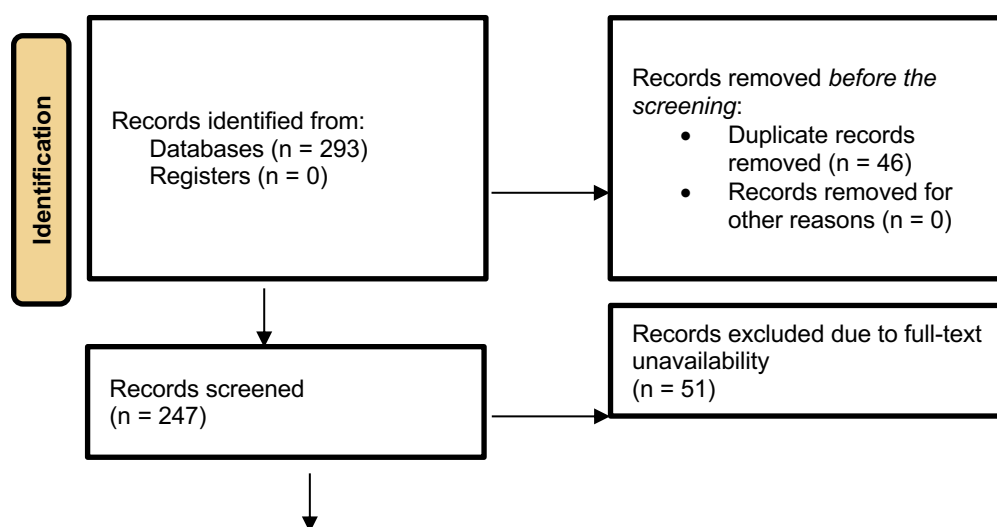 Identification
Records identified from:
Databases (n = 293)
Registers (n = 0)
Records removed before the
screening:
• Duplicate records
removed (n = 46)
• Records removed for
other reasons (n = 0)
Records screened
(n = 247)
Records excluded due to full-text
unavailability
(n = 51)